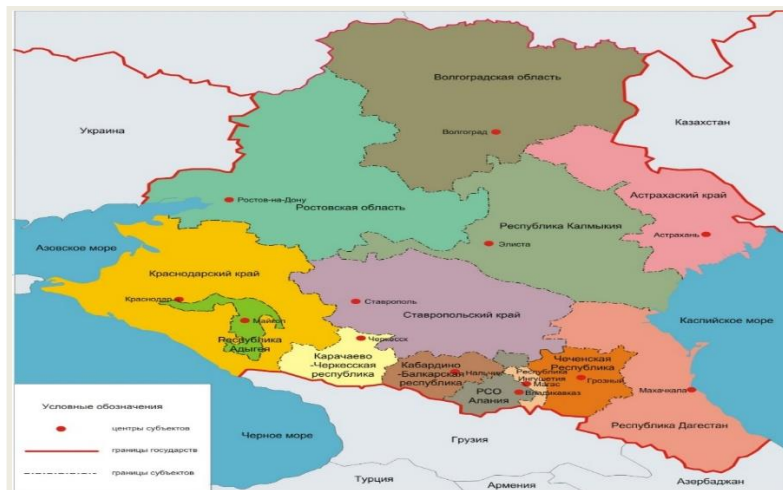 Волгоградская область
Украина
Волгоград
Казахстан
Астраханский край
Ростов-на-Дону
Ростовская область
Республика Калмыкия
Азовское море
Астрахань
Элиста
Краснодарский край
Краснодар
Ставрополь
Ставропольский край
Каспийское море
Майкоп
Республика
Адыгея
Черкесск
Карачаево
-Черкесская
республика
Кабардино-
Балкарская
республика
Нальчик
Республика
Ингушетия
Магас
Владикавказ
РСО
Алания
Чеченская
Республика
Грозный
Махачкала
Республика Дагестан
Условные обозначения
центры субъектов
границы государств
границы субъектов
Черное море
Грузия
Турция
Армения
Азербаджан